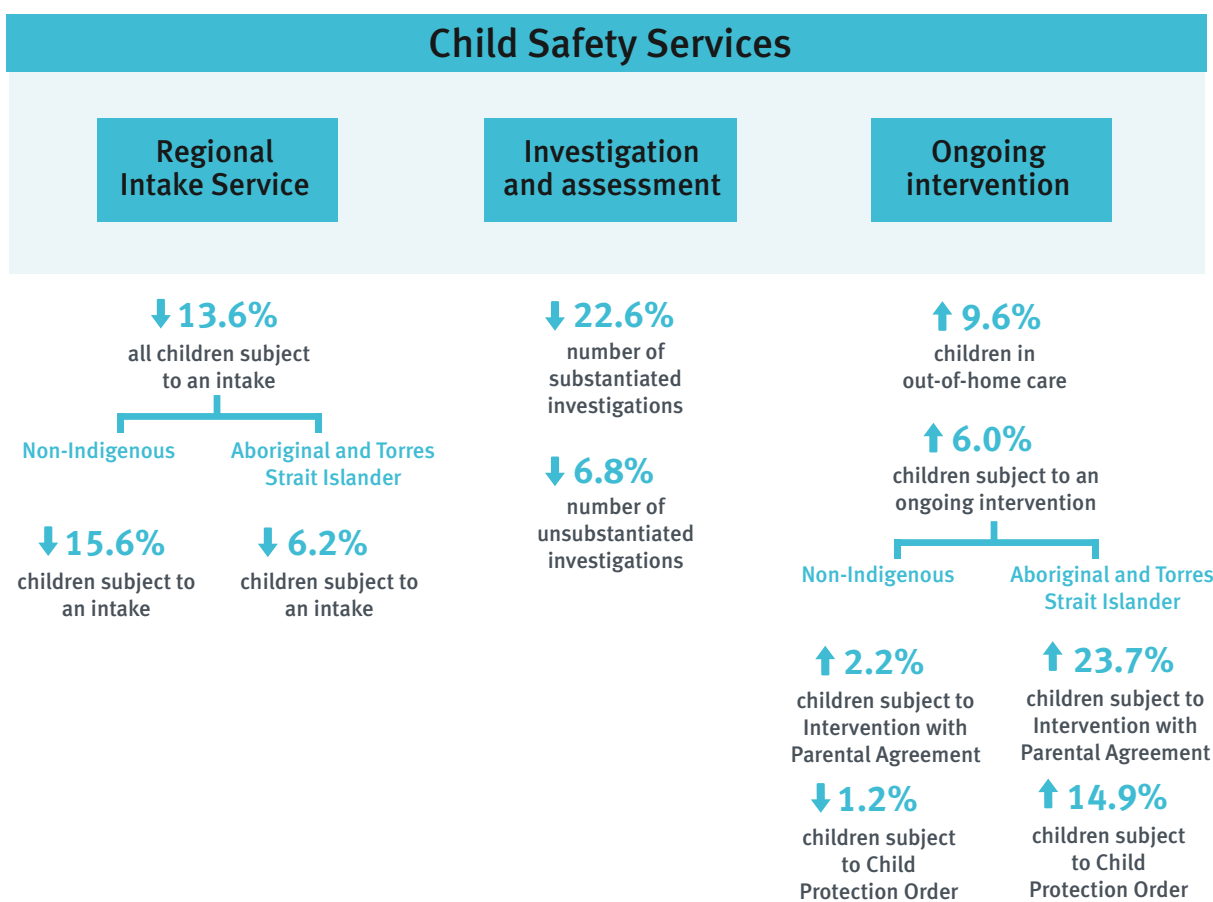 Child Safety Services
Regional
Intake Service
13.6%
all children subject
to an intake
Non-Indigenous
15.6%
children subject to
an intake
Aboriginal and Torres
Strait Islander
6.2%
children subject to
an intake
Investigation
and assessment
22.6%
number of
substantiated
investigations
6.8%
number of
unsubstantiated
investigations
Ongoing
intervention
9.6%
children in
out-of-home care
6.0%
children subject to an
ongoing intervention
Non-Indigenous
2.2%
children subject to
Intervention with
Parental Agreement
1.2%
children subject
to Child
Protection Order
Aboriginal and Torres
Strait Islander
23.7%
children subject to
Intervention with
Parental Agreement
14.9%
children subject
to Child
Protection Order